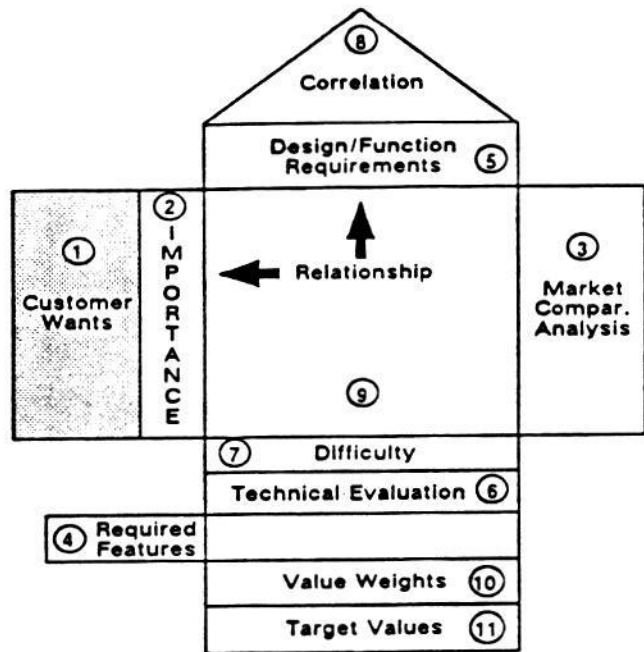 8
Correlation
Design/Function
Requirements 5
1
Customer
Wants
2
IMPORTANCE
Relationship
9
3
Market
Compar.
Analysis
7 Difficulty
Technical Evaluation 6
4 Required
Features
Value Weights 10
Target Values 11